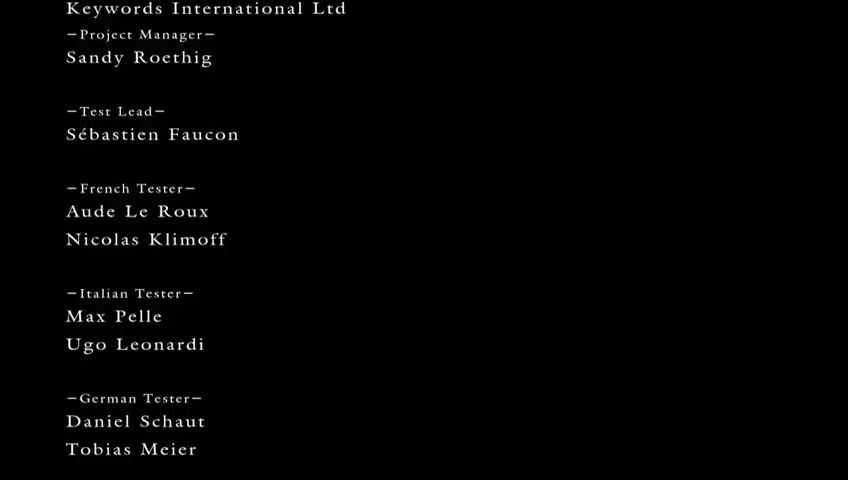 Keywords International Ltd
−Project Manager−
Sandy Roethig
−Test Lead−
Sébastien Faucon
−French Tester−
Aude Le Roux
Nicolas Klimoff
−Italian Tester−
Max Pelle
Ugo Leonardi
−German Tester−
Daniel Schaut
Tobias Meier